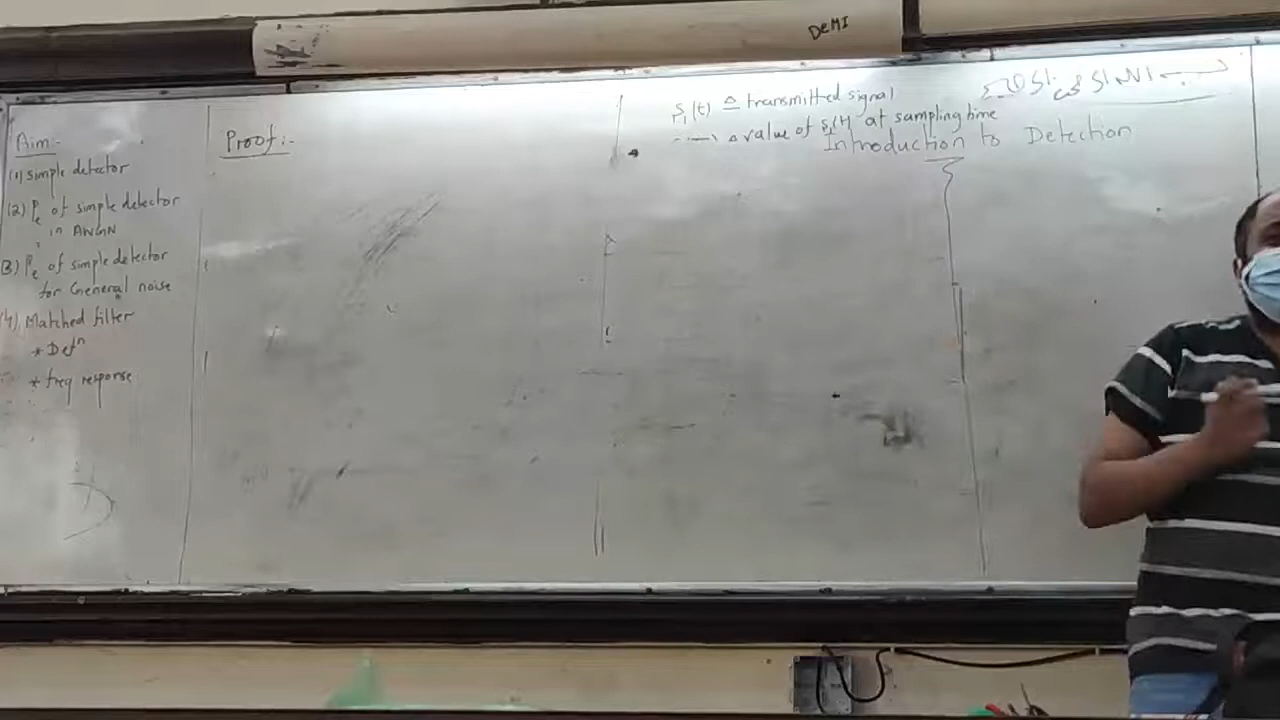 DeMI
Aim:-
(1) simple detector
(2) Pe of simple detector
in AWGN
(3) Pe of simple detector
for General noise
(4) Matched filter
* Defⁿ
* freq response
Proof:-
(t) ≜ transmitted signal
≜ value of at sampling time
Introduction to Detection